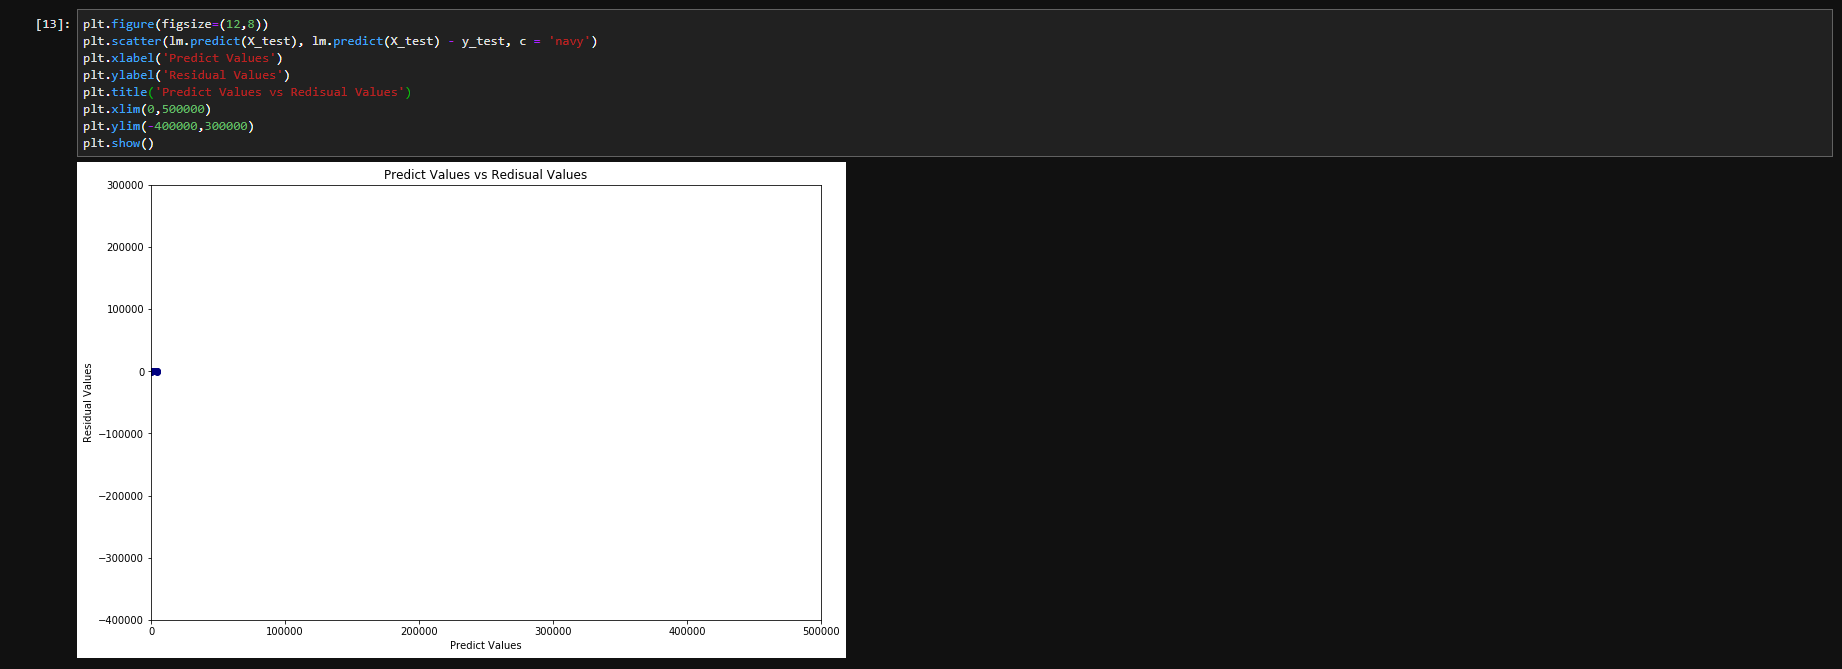 [13]: plt.figure(figsize=(12,8))
plt.scatter(lm.predict(X_test), lm.predict(X_test) - y_test, c = 'navy')
plt.xlabel('Predict Values')
plt.ylabel('Residual Values')
plt.title('Predict Values vs Redisual Values')
plt.xlim(0,500000)
plt.ylim(-400000,300000)
plt.show()
Predict Values vs Redisual Values
300000
200000
100000
0
−100000
−200000
−300000
−400000
Residual Values
0 100000 200000 300000 400000 500000
Predict Values